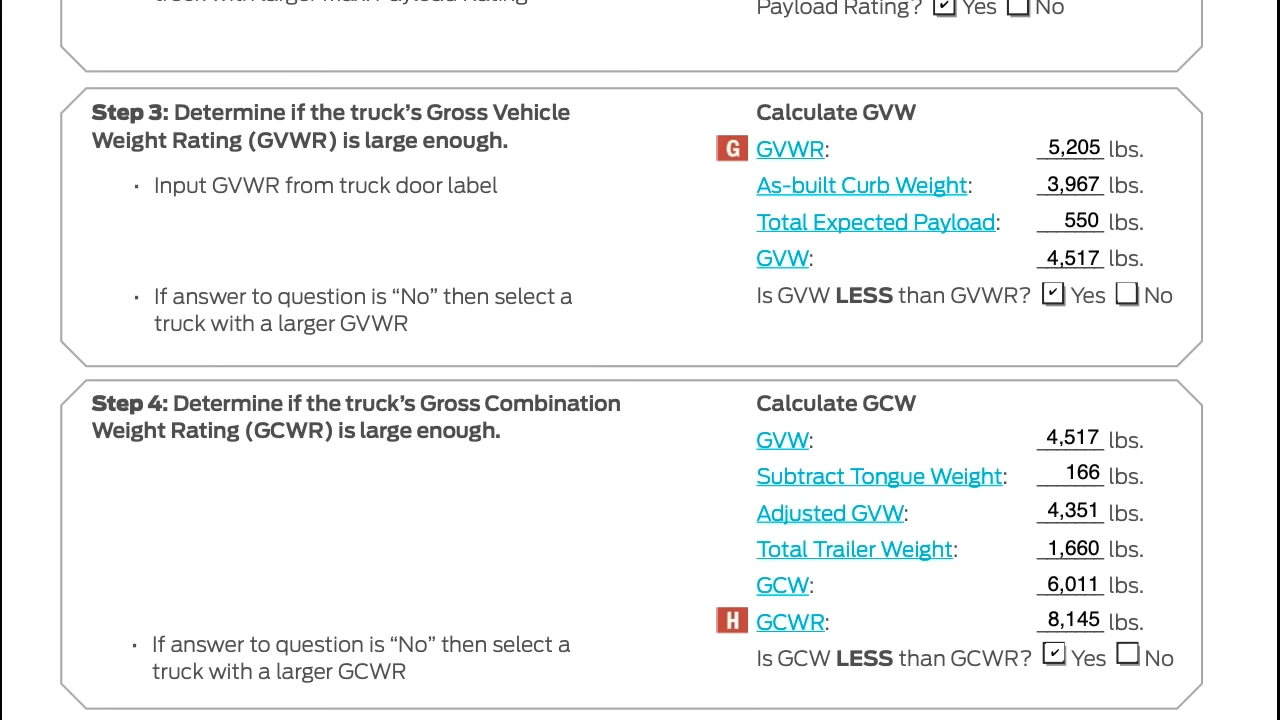 Payload Rating? ✔ Yes No
Step 3: Determine if the truck's Gross Vehicle
Weight Rating (GVWR) is large enough.
· Input GVWR from truck door label
· If answer to question is "No" then select a
truck with a larger GVWR
Calculate GVW
G GVWR: 5,205 lbs.
As-built Curb Weight: 3,967 lbs.
Total Expected Payload: 550 lbs.
GVW: 4,517 lbs.
Is GVW LESS than GVWR? ✔ Yes No
Step 4: Determine if the truck's Gross Combination
Weight Rating (GCWR) is large enough.
· If answer to question is "No" then select a
truck with a larger GCWR
Calculate GCW
GVW: 4,517 lbs.
Subtract Tongue Weight: 166 lbs.
Adjusted GVW: 4,351 lbs.
Total Trailer Weight: 1,660 lbs.
GCW: 6,011 lbs.
H GCWR: 8,145 lbs.
Is GCW LESS than GCWR? ✔ Yes No